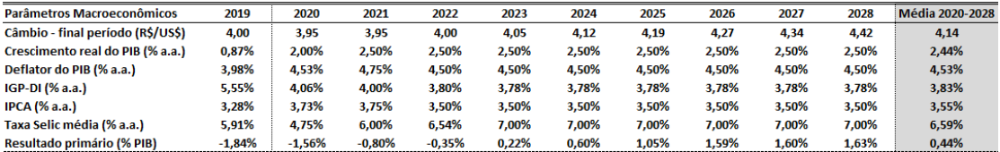 Parâmetros Macroeconômicos 2019 2020 2021 2022 2023 2024 2025 2026 2027 2028 Média 2020-2028
Câmbio - final período (R$/US$) 4,00 3,95 3,95 4,00 4,05 4,12 4,19 4,27 4,34 4,42 4,14
Crescimento real do PIB (% a.a.) 0,87% 2,00% 2,50% 2,50% 2,50% 2,50% 2,50% 2,50% 2,50% 2,50% 2,44%
Deflator do PIB (% a.a.) 3,98% 4,53% 4,75% 4,50% 4,50% 4,50% 4,50% 4,50% 4,50% 4,50% 4,53%
IGP-DI (% a.a.) 5,55% 4,06% 4,00% 3,80% 3,78% 3,78% 3,78% 3,78% 3,78% 3,78% 3,83%
IPCA (% a.a.) 3,28% 3,73% 3,75% 3,50% 3,50% 3,50% 3,50% 3,50% 3,50% 3,50% 3,55%
Taxa Selic média (% a.a.) 5,91% 4,75% 6,00% 6,54% 7,00% 7,00% 7,00% 7,00% 7,00% 7,00% 6,59%
Resultado primário (% PIB) -1,84% -1,56% -0,80% -0,35% 0,22% 0,60% 1,05% 1,59% 1,60% 1,63% 0,44%